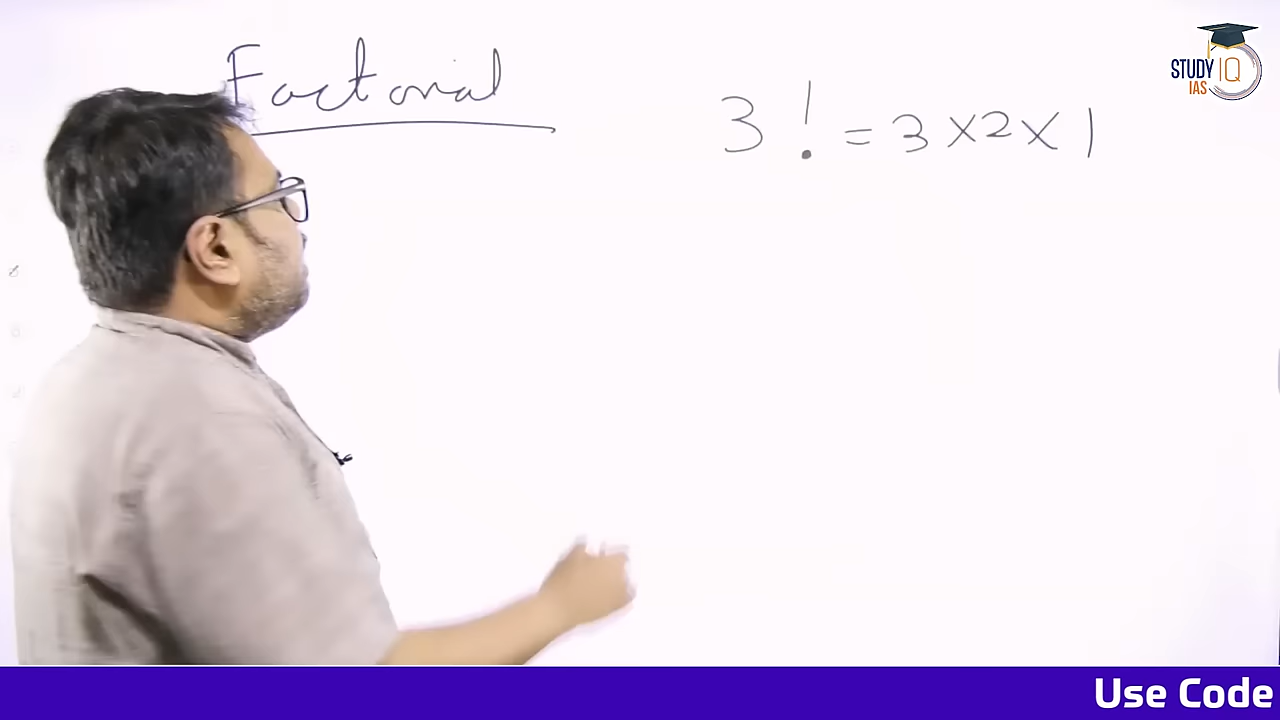 Factorial
3! = 3 × 2 × 1
STUDY IQ
IAS
Use Code